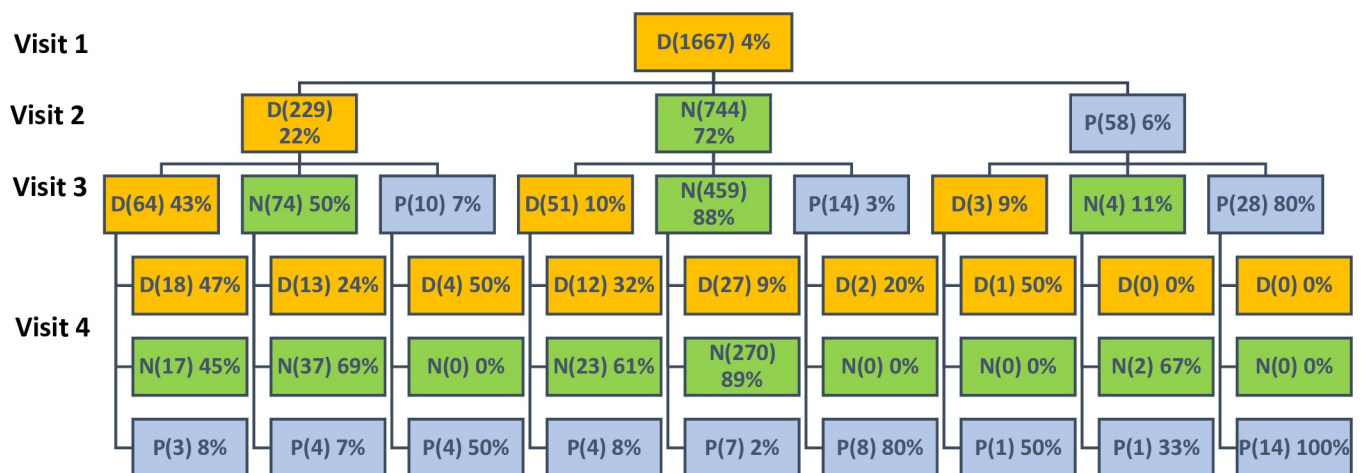 Visit 1
D(1667) 4%
Visit 2
D(229)
22%
N(744)
72%
P(58) 6%
Visit 3
D(64) 43%
N(74) 50%
P(10) 7%
D(51) 10%
N(459)
88%
P(14) 3%
D(3) 9%
N(4) 11%
P(28) 80%
Visit 4
D(18) 47%
D(13) 24%
D(4) 50%
D(12) 32%
D(27) 9%
D(2) 20%
D(1) 50%
D(0) 0%
D(0) 0%
N(17) 45%
N(37) 69%
N(0) 0%
N(23) 61%
N(270)
89%
N(0) 0%
N(0) 0%
N(2) 67%
N(0) 0%
P(3) 8%
P(4) 7%
P(4) 50%
P(4) 8%
P(7) 2%
P(8) 80%
P(1) 50%
P(1) 33%
P(14) 100%